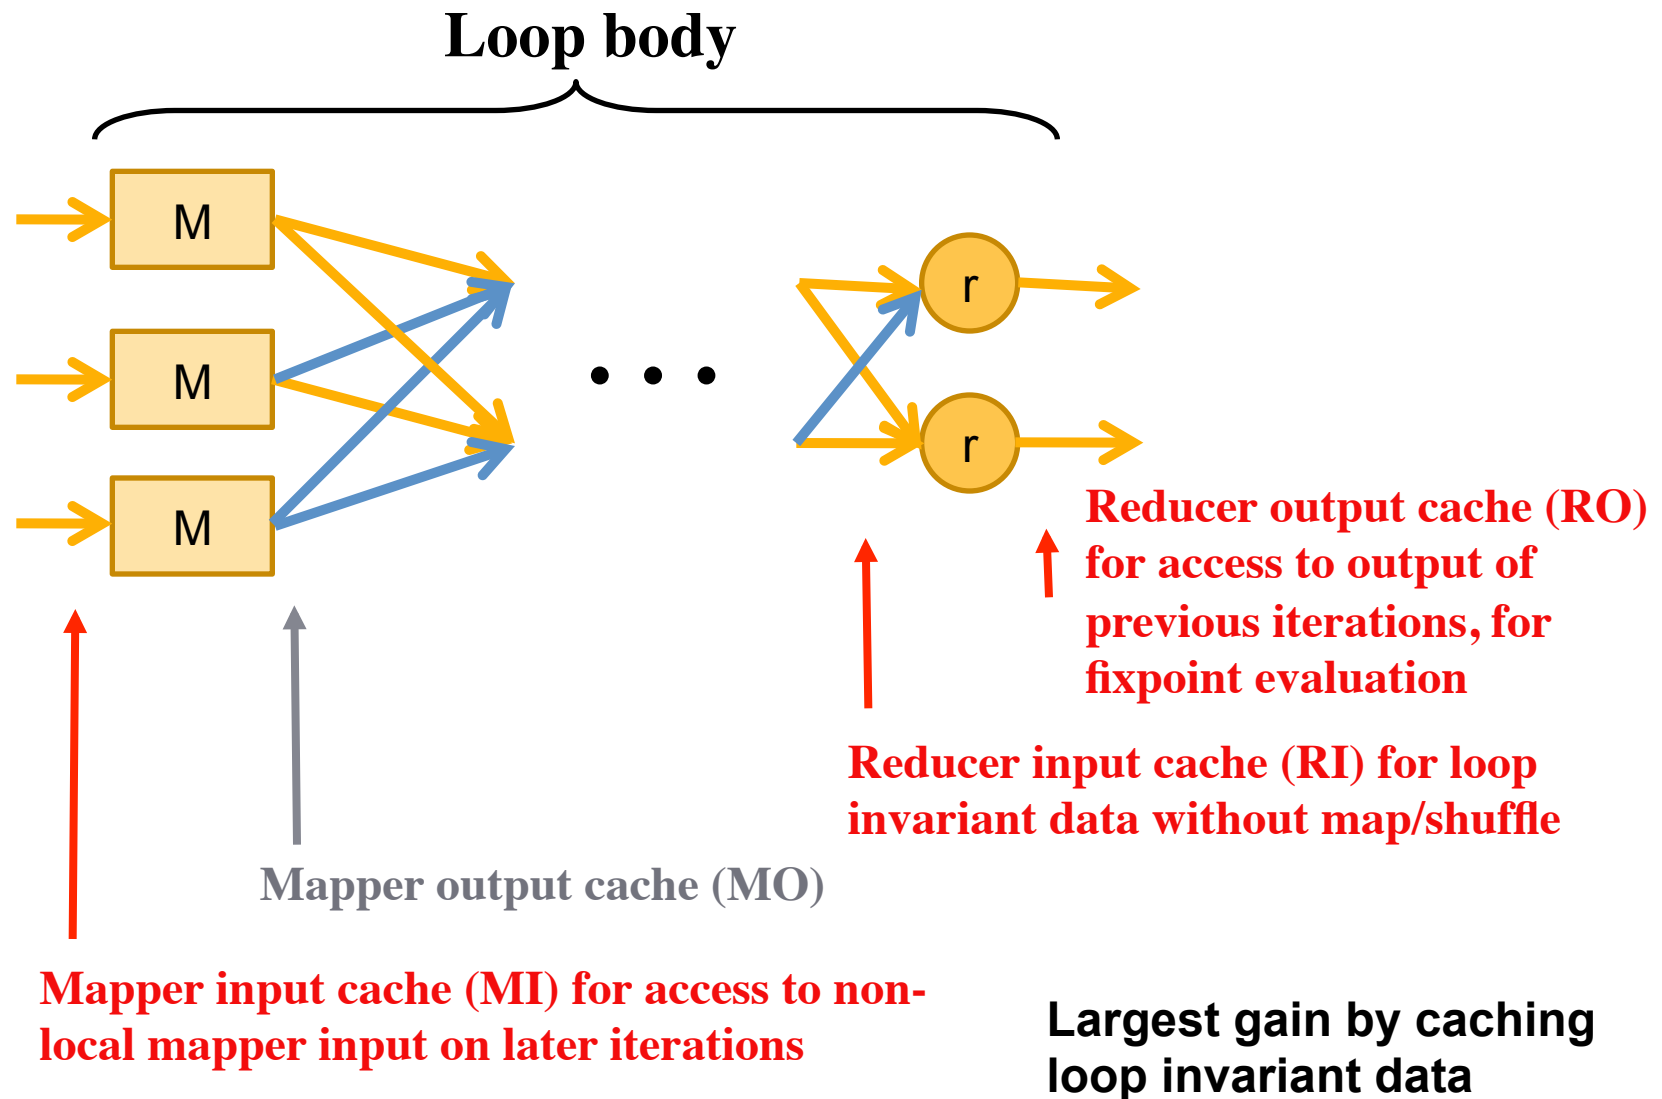 Loop body
M
M
M
r
r
Reducer output cache (RO)
for access to output of
previous iterations, for
fixpoint evaluation
Reducer input cache (RI) for loop
invariant data without map/shuffle
Mapper output cache (MO)
Mapper input cache (MI) for access to non-
local mapper input on later iterations
Largest gain by caching
loop invariant data